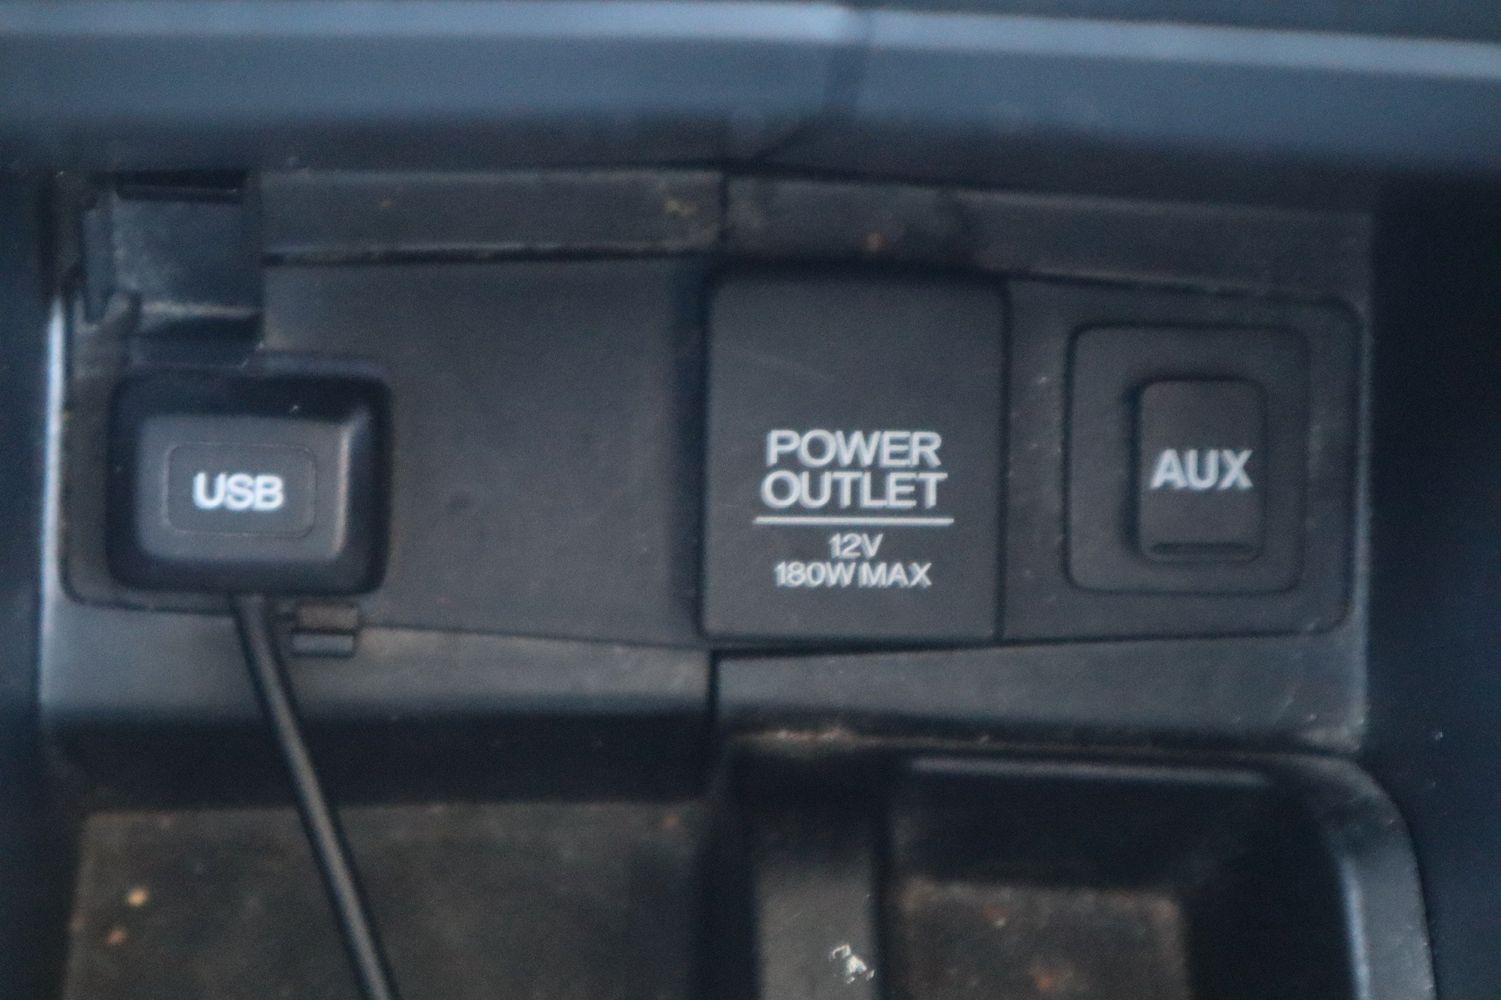 USB
POWER
OUTLET
12V
180W MAX
AUX